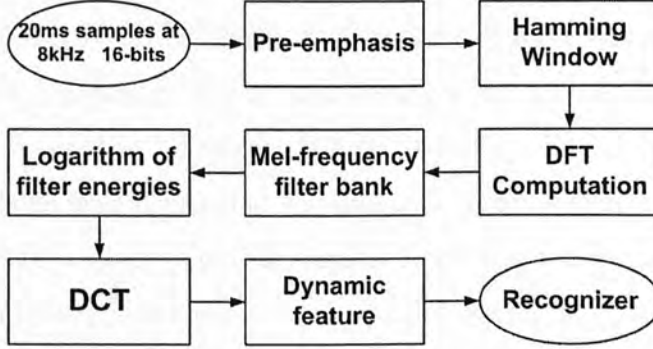 20ms samples at
8kHz 16-bits
Pre-emphasis
Hamming
Window
Logarithm of
filter energies
Mel-frequency
filter bank
DFT
Computation
DCT
Dynamic
feature
Recognizer